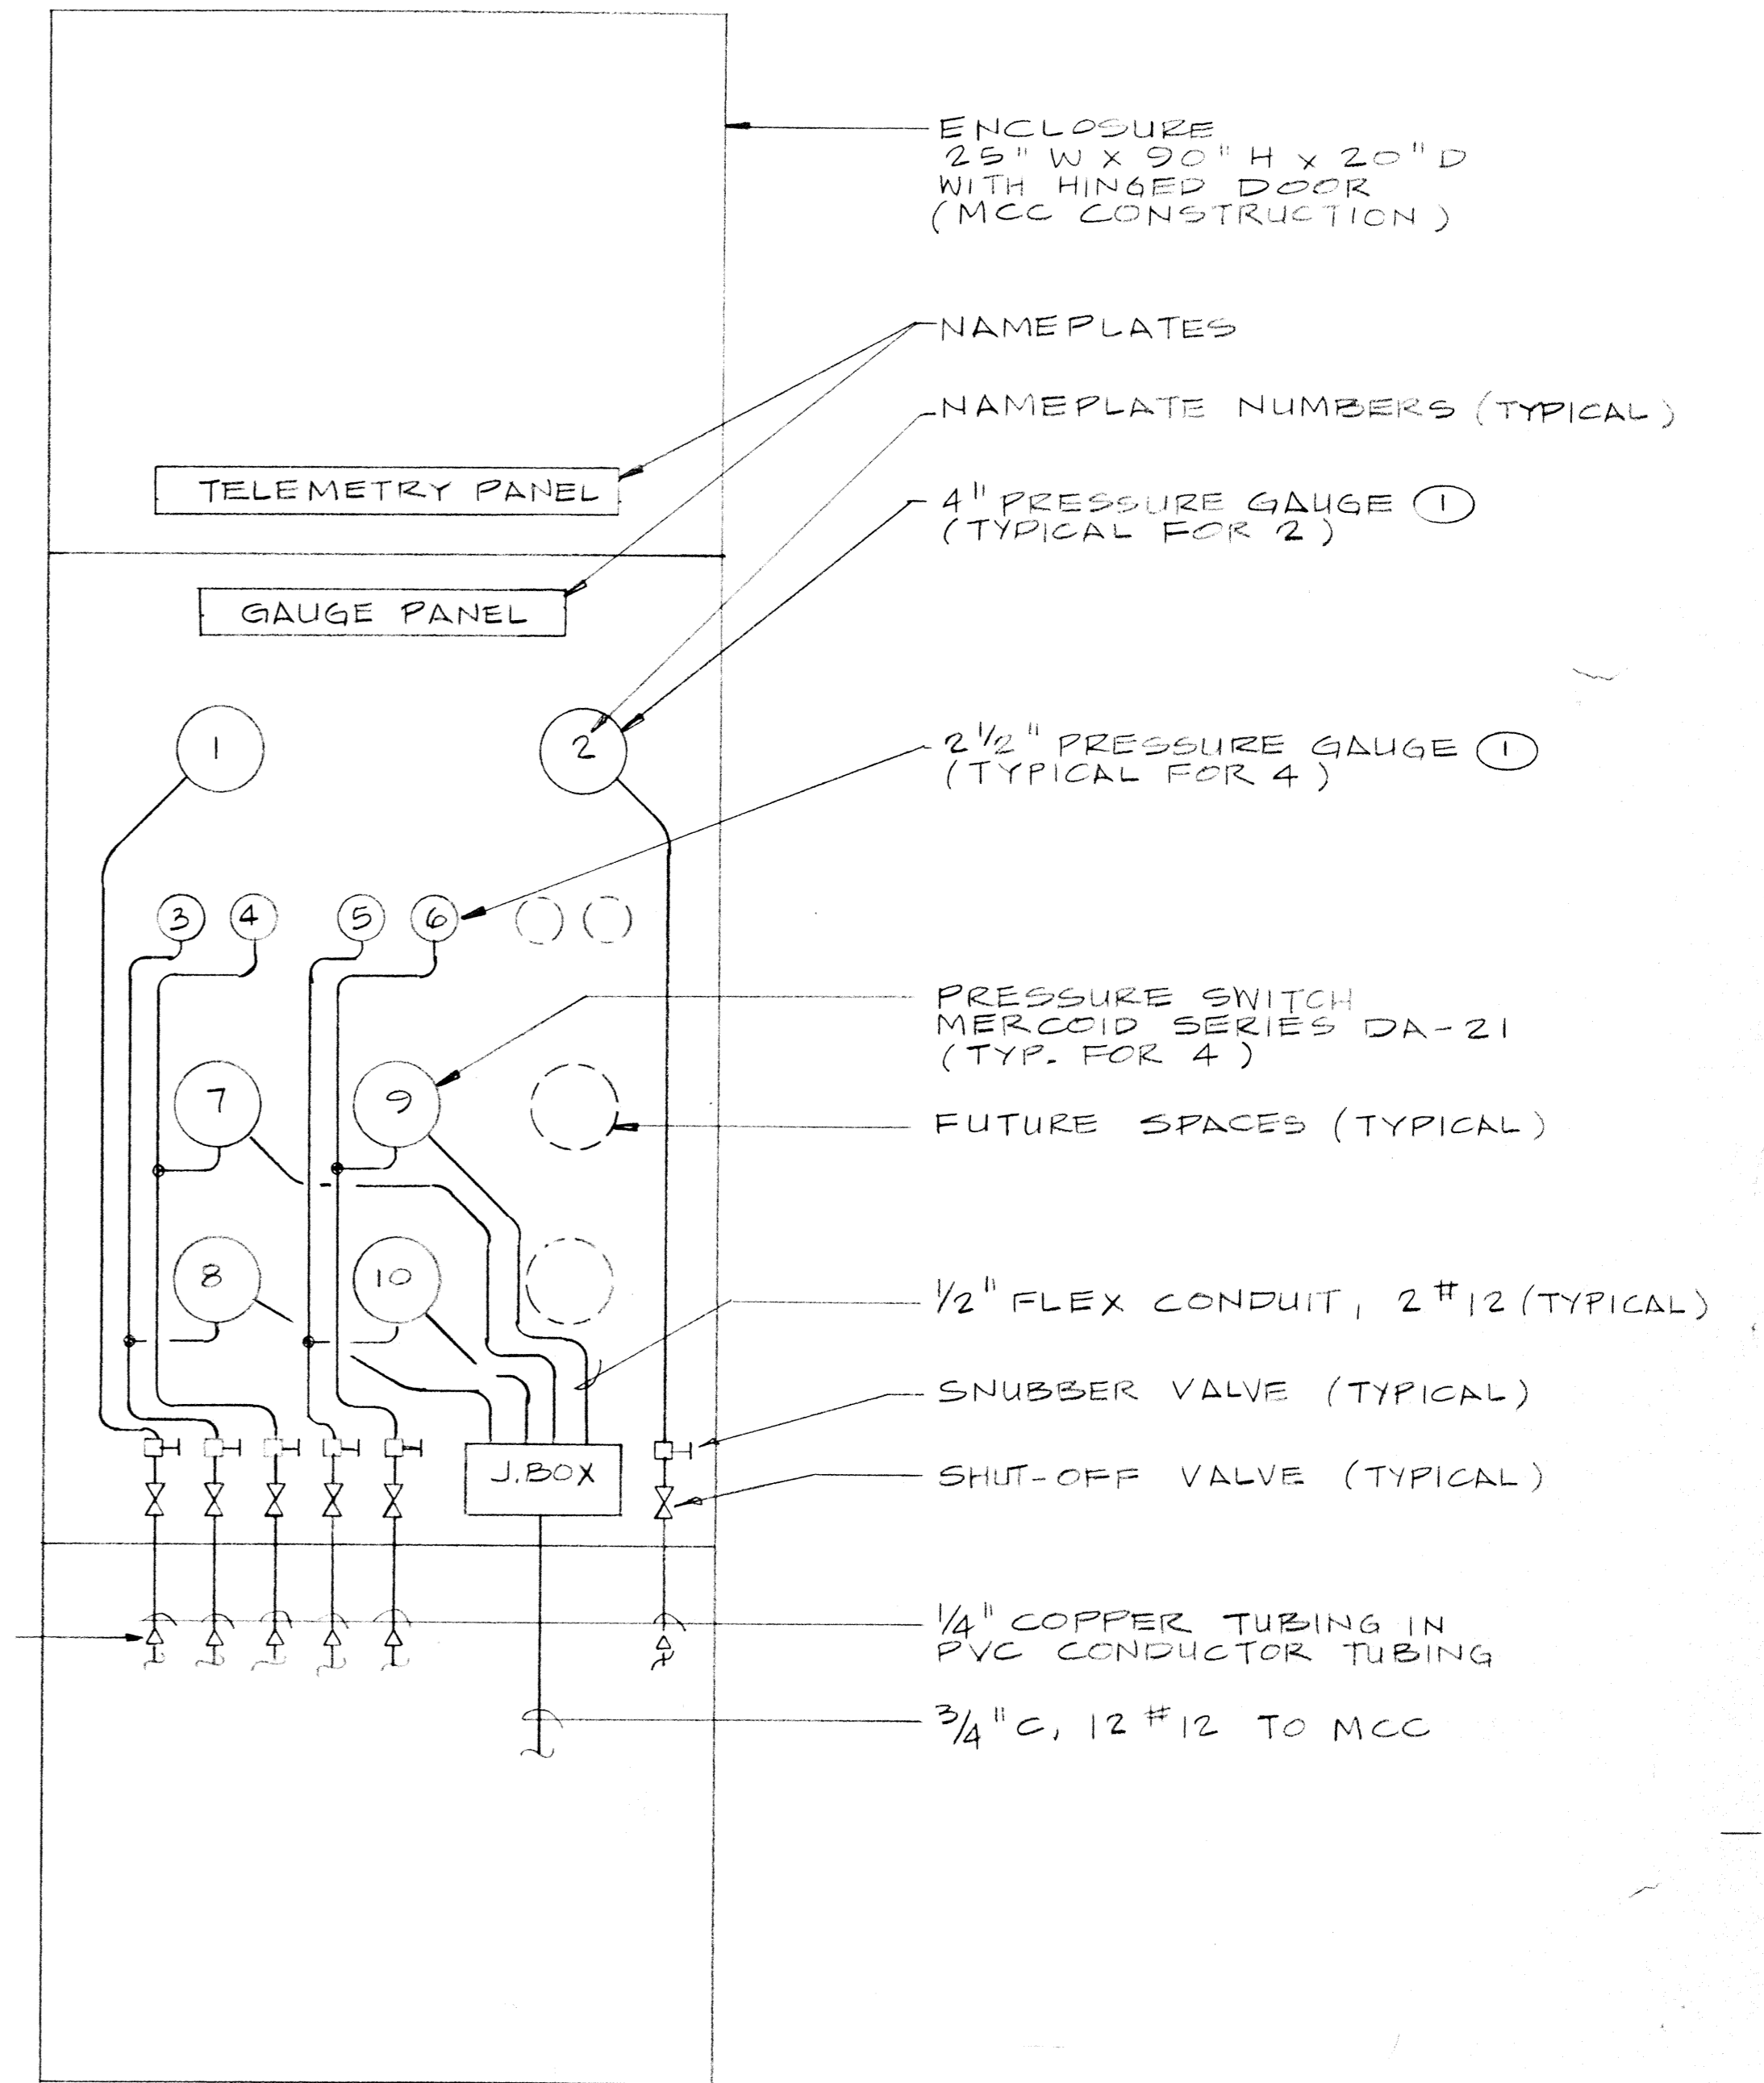 ENCLOSURE
25" W X 90" H x 20" D
WITH HINGED DOOR
(MCC CONSTRUCTION)
NAMEPLATES
NAMEPLATE NUMBERS (TYPICAL)
TELEMETRY PANEL
4" PRESSURE GAUGE 1
(TYPICAL FOR 2)
GAUGE PANEL
1
2
2 1/2" PRESSURE GAUGE 1
(TYPICAL FOR 4)
3 4 5 6
PRESSURE SWITCH
MERCOID SERIES DA-21
(TYP. FOR 4)
7 9
FUTURE SPACES (TYPICAL)
8 10
1/2" FLEX CONDUIT, 2 #12 (TYPICAL)
SNUBBER VALVE (TYPICAL)
J.BOX
SHUT-OFF VALVE (TYPICAL)
1/4" COPPER TUBING IN
PVC CONDUCTOR TUBING
3/4" C, 12 #12 TO MCC